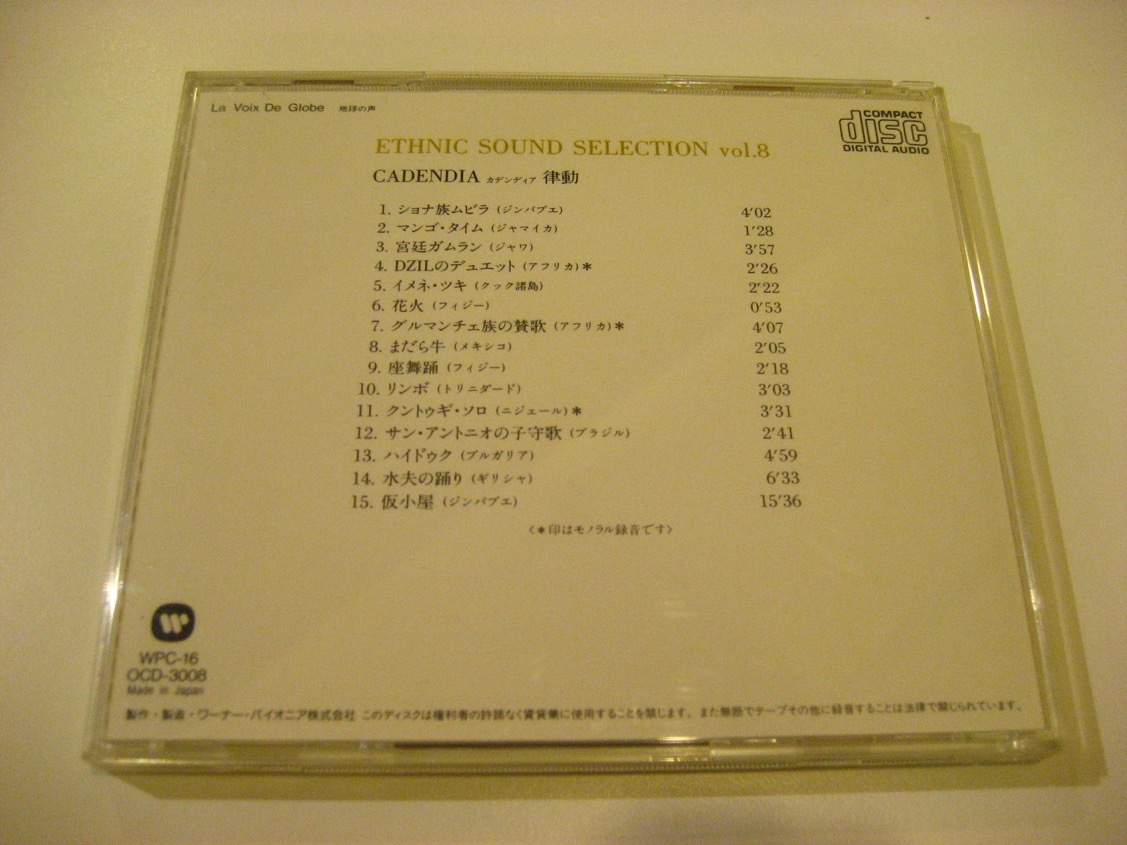 La Voix De Globe 地球の声
COMPACT
disc
DIGITAL AUDIO
ETHNIC SOUND SELECTION vol.8
CADENDIA カデンディア 律動
1. ショナ族ムビラ (ジンバブエ) 4'02
2. マンゴ・タイム (ジャマイカ) 1'28
3. 宮廷ガムラン (ジャワ) 3'57
4. DZILのデュエット (アフリカ)* 2'26
5. イメネ・ツキ (クック諸島) 2'22
6. 花火 (フィジー) 0'53
7. グルマンチェ族の賛歌 (アフリカ)* 4'07
8. まだら牛 (メキシコ) 2'05
9. 座舞踊 (フィジー) 2'18
10. リンボ (トリニダード) 3'03
11. クントゥギ・ソロ (ニジェール)* 3'31
12. サン・アントニオの子守歌 (ブラジル) 2'41
13. ハイドゥク (ブルガリア) 4'59
14. 水夫の踊り (ギリシャ) 6'33
15. 仮小屋 (ジンバブエ) 15'36
〈*印はモノラル録音です〉
WPC-16
OCD-3008
Made in Japan
製作・製造・ワーナー・パイオニア株式会社 このディスクは権利者の許諾なく賃貸業に使用することを禁じます。また無断でテープその他に録音することは法律で禁じられています。